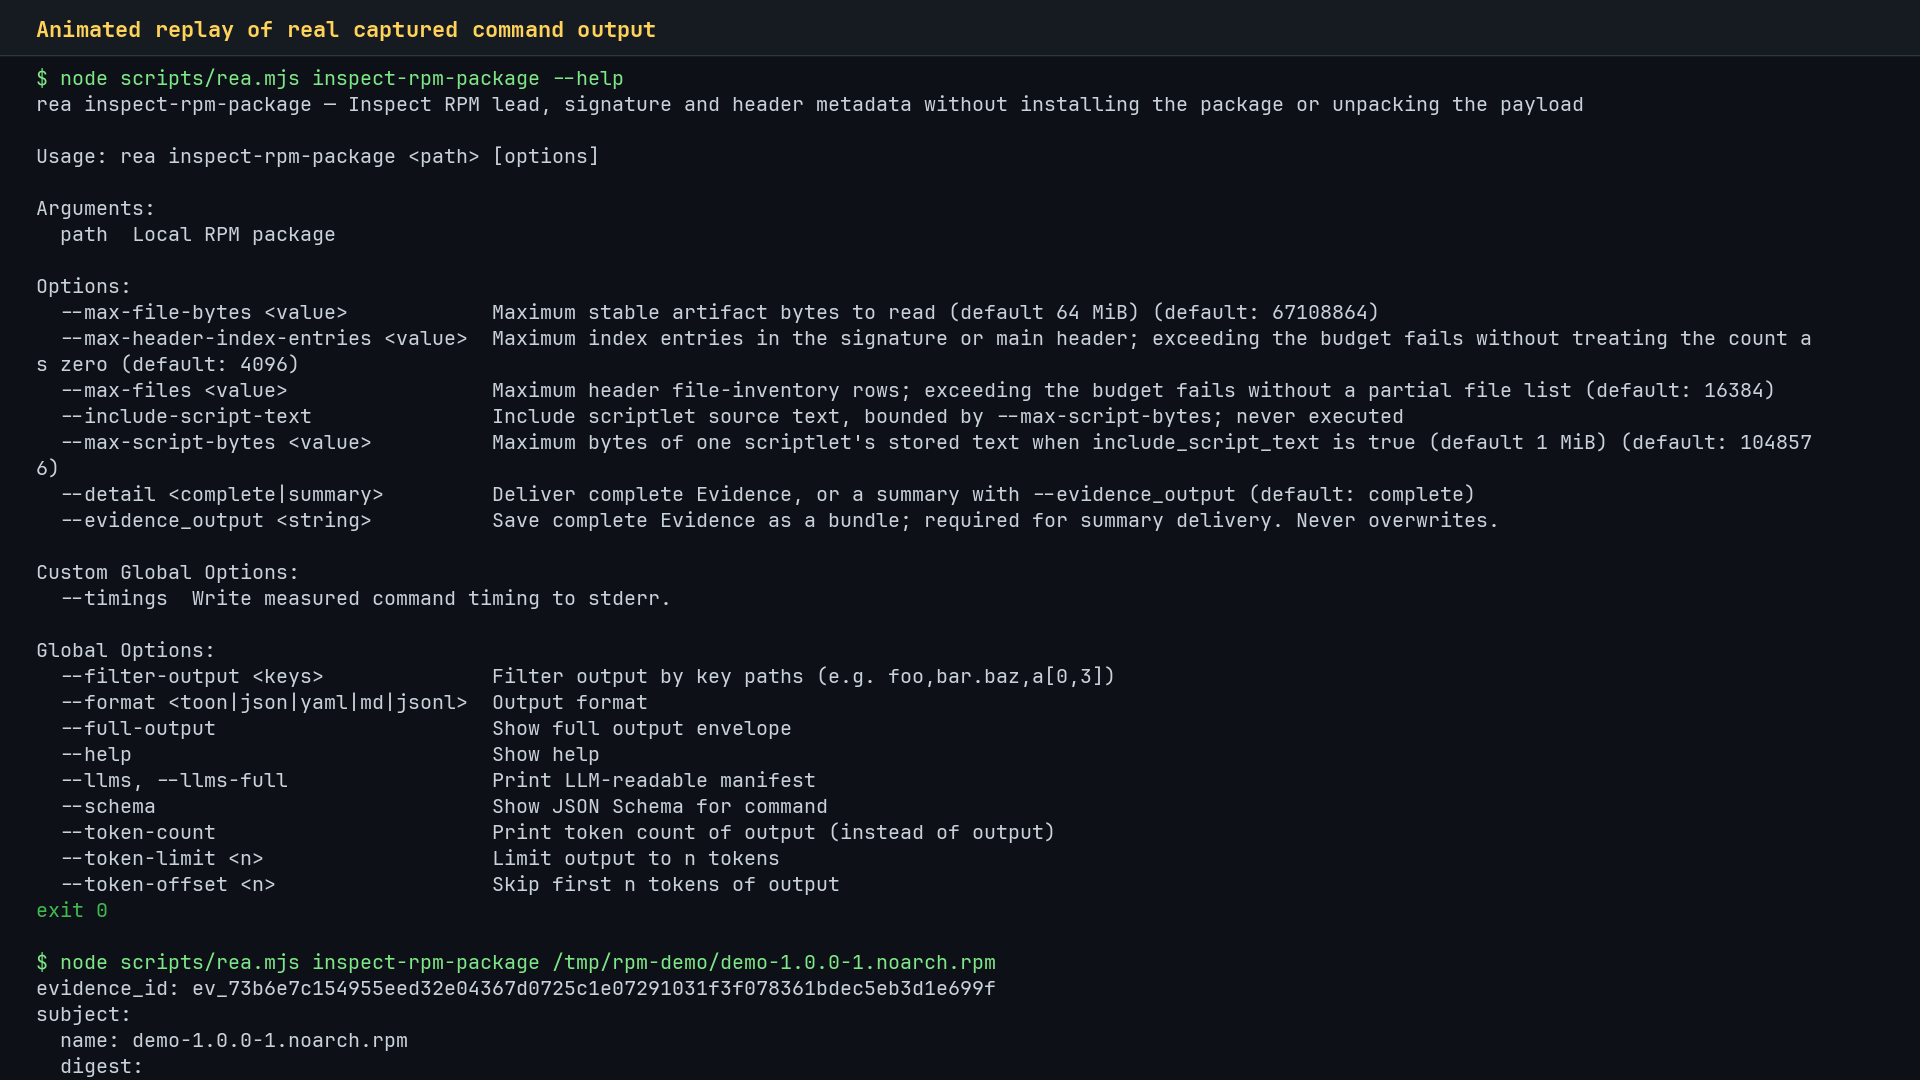 Animated replay of real captured command output
$ node scripts/rea.mjs inspect-rpm-package --help
rea inspect-rpm-package — Inspect RPM lead, signature and header metadata without installing the package or unpacking the payload
Usage: rea inspect-rpm-package <path> [options]
Arguments:
  path  Local RPM package
Options:
  --max-file-bytes <value>            Maximum stable artifact bytes to read (default 64 MiB) (default: 67108864)
  --max-header-index-entries <value>  Maximum index entries in the signature or main header; exceeding the budget fails without treating the count a
s zero (default: 4096)
  --max-files <value>                 Maximum header file-inventory rows; exceeding the budget fails without a partial file list (default: 16384)
  --include-script-text               Include scriptlet source text, bounded by --max-script-bytes; never executed
  --max-script-bytes <value>          Maximum bytes of one scriptlet's stored text when include_script_text is true (default 1 MiB) (default: 104857
6)
  --detail <complete|summary>         Deliver complete Evidence, or a summary with --evidence_output (default: complete)
  --evidence_output <string>          Save complete Evidence as a bundle; required for summary delivery. Never overwrites.
Custom Global Options:
  --timings  Write measured command timing to stderr.
Global Options:
  --filter-output <keys>              Filter output by key paths (e.g. foo,bar.baz,a[0,3])
  --format <toon|json|yaml|md|jsonl>  Output format
  --full-output                       Show full output envelope
  --help                              Show help
  --llms, --llms-full                 Print LLM-readable manifest
  --schema                            Show JSON Schema for command
  --token-count                       Print token count of output (instead of output)
  --token-limit <n>                   Limit output to n tokens
  --token-offset <n>                  Skip first n tokens of output
exit 0
$ node scripts/rea.mjs inspect-rpm-package /tmp/rpm-demo/demo-1.0.0-1.noarch.rpm
evidence_id: ev_73b6e7c154955eed32e04367d0725c1e07291031f3f078361bdec5eb3d1e699f
subject:
  name: demo-1.0.0-1.noarch.rpm
  digest: